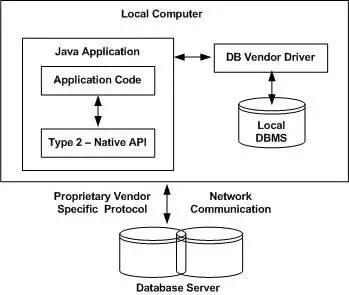 Local Computer
Java Application
Application Code
Type 2 – Native API
DB Vendor Driver
Local
DBMS
Proprietary Vendor
Specific Protocol
Network
Communication
Database Server